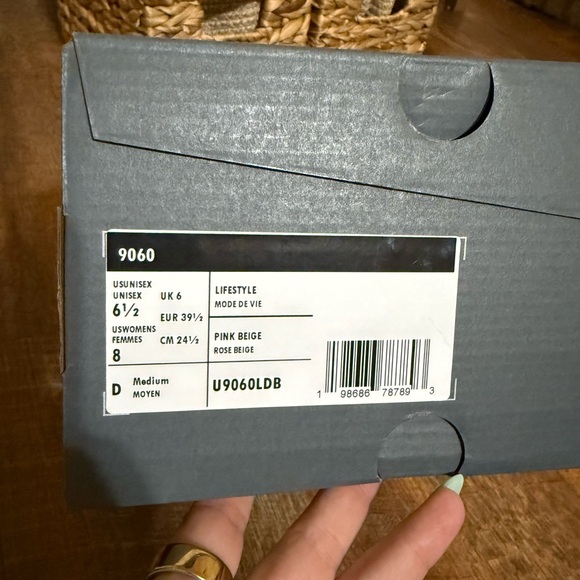 9060
USUNISEX
UNISEX
6½
UK 6
EUR 39½
USWOMENS
FEMMES
8
CM 24½
D
Medium
MOYEN
LIFESTYLE
MODE DE VIE
PINK BEIGE
ROSE BEIGE
U9060LDB
1 98686 78789 3